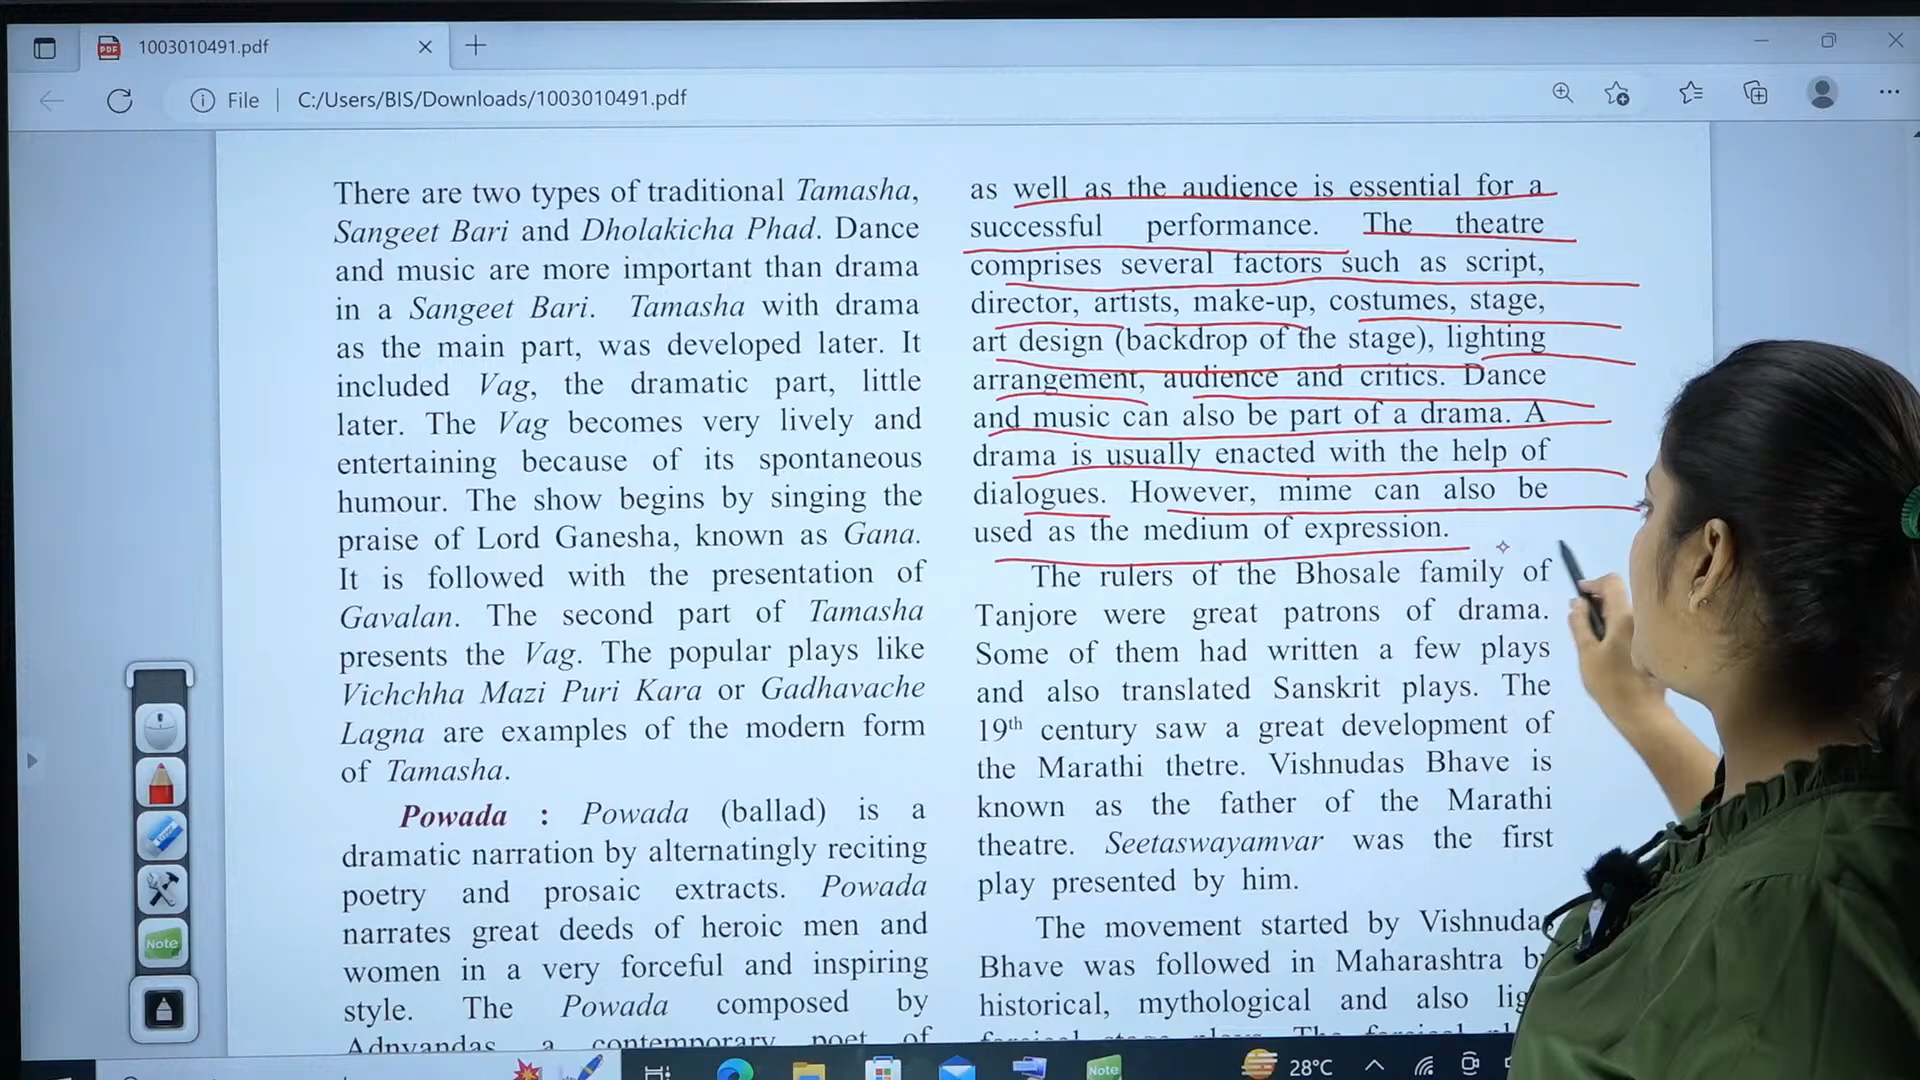 1003010491.pdf
File
C:/Users/BIS/Downloads/1003010491.pdf
There are two types of traditional Tamasha,
Sangeet Bari and Dholakicha Phad. Dance
and music are more important than drama
in a Sangeet Bari. Tamasha with drama
as the main part, was developed later. It
included Vag, the dramatic part, little
later. The Vag becomes very lively and
entertaining because of its spontaneous
humour. The show begins by singing the
praise of Lord Ganesha, known as Gana.
It is followed with the presentation of
Gavalan. The second part of Tamasha
presents the Vag. The popular plays like
Vichchha Mazi Puri Kara or Gadhavache
Lagna are examples of the modern form
of Tamasha.
Powada : Powada (ballad) is a
dramatic narration by alternatingly reciting
poetry and prosaic extracts. Powada
narrates great deeds of heroic men and
women in a very forceful and inspiring
style. The Powada composed by
Adnyandas, a contemporary poet of
as well as the audience is essential for a
successful performance. The theatre
comprises several factors such as script,
director, artists, make-up, costumes, stage,
art design (backdrop of the stage), lighting
arrangement, audience and critics. Dance
and music can also be part of a drama. A
drama is usually enacted with the help of
dialogues. However, mime can also be
used as the medium of expression.
The rulers of the Bhosale family of
Tanjore were great patrons of drama.
Some of them had written a few plays
and also translated Sanskrit plays. The
19th century saw a great development of
the Marathi thetre. Vishnudas Bhave is
known as the father of the Marathi
theatre. Seetaswayamvar was the first
play presented by him.
The movement started by Vishnudas
Bhave was followed in Maharashtra
historical, mythological and also
Note
Note
28°C